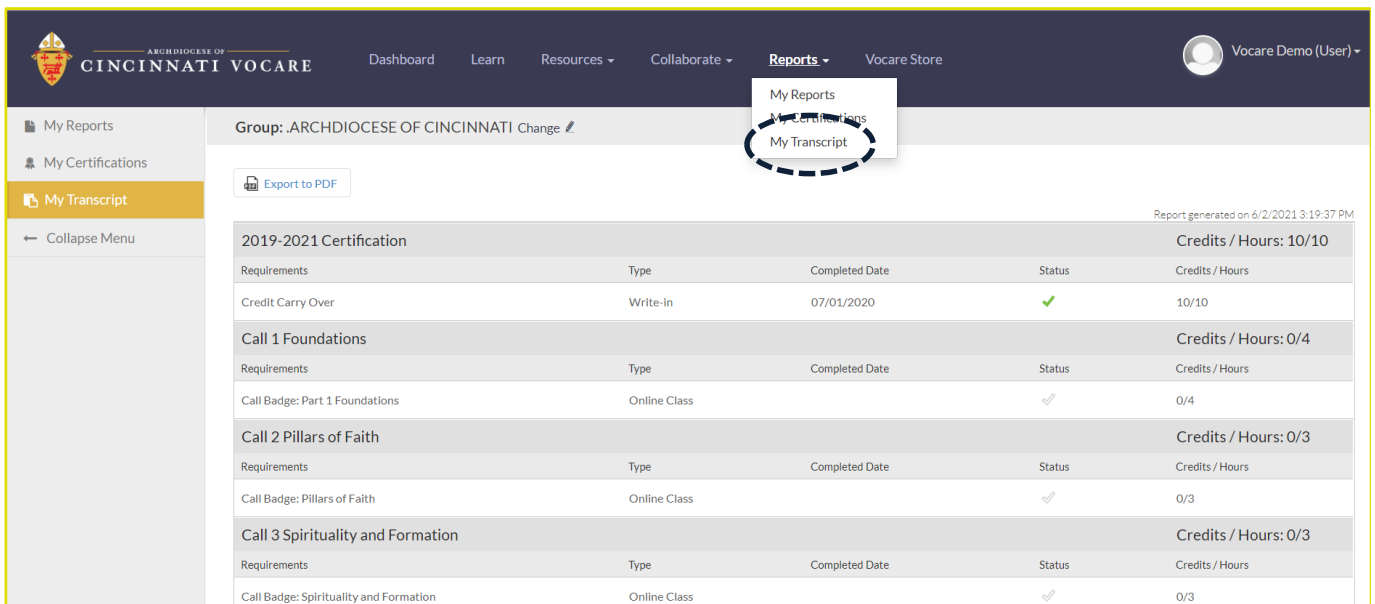 ARCHDIOCESE OF
CINCINNATI VOCARE
Dashboard Learn Resources Collaborate Reports Vocare Store
Vocare Demo (User)
My Reports
My Certifications
My Transcript
My Reports
My Certifications
My Transcript
Collapse Menu
Group: .ARCHDIOCESE OF CINCINNATI Change
Export to PDF
Report generated on 6/2/2021 3:19:37 PM
2019-2021 Certification Credits / Hours: 10/10
Requirements Type Completed Date Status Credits / Hours
Credit Carry Over Write-in 07/01/2020 10/10
Call 1 Foundations Credits / Hours: 0/4
Requirements Type Completed Date Status Credits / Hours
Call Badge: Part 1 Foundations Online Class 0/4
Call 2 Pillars of Faith Credits / Hours: 0/3
Requirements Type Completed Date Status Credits / Hours
Call Badge: Pillars of Faith Online Class 0/3
Call 3 Spirituality and Formation Credits / Hours: 0/3
Requirements Type Completed Date Status Credits / Hours
Call Badge: Spirituality and Formation Online Class 0/3